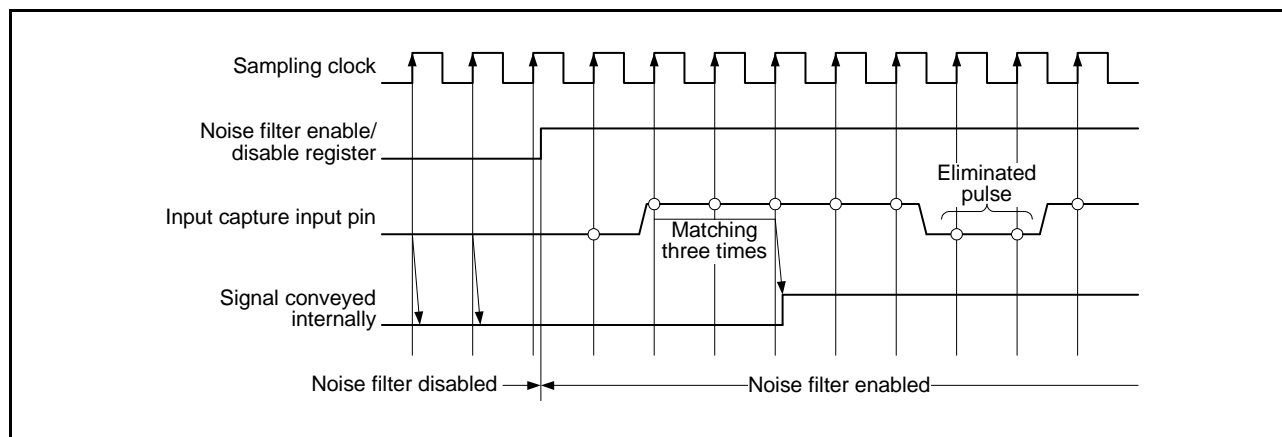 Sampling clock
Noise filter enable/
disable register
Eliminated
pulse
Input capture input pin
Matching
three times
Signal conveyed
internally
Noise filter disabled
Noise filter enabled